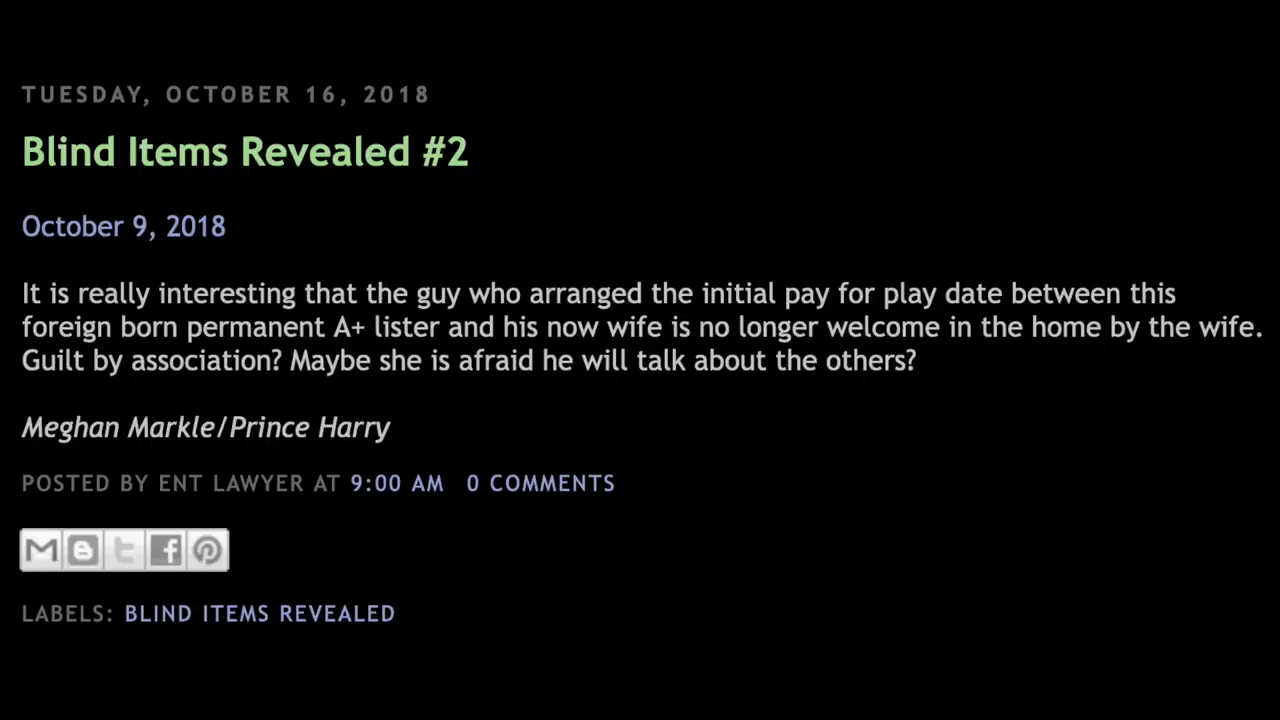 TUESDAY, OCTOBER 16, 2018
Blind Items Revealed #2
October 9, 2018
It is really interesting that the guy who arranged the initial pay for play date between this
foreign born permanent A+ lister and his now wife is no longer welcome in the home by the wife.
Guilt by association? Maybe she is afraid he will talk about the others?
Meghan Markle/Prince Harry
POSTED BY ENT LAWYER AT 9:00 AM 0 COMMENTS
LABELS: BLIND ITEMS REVEALED